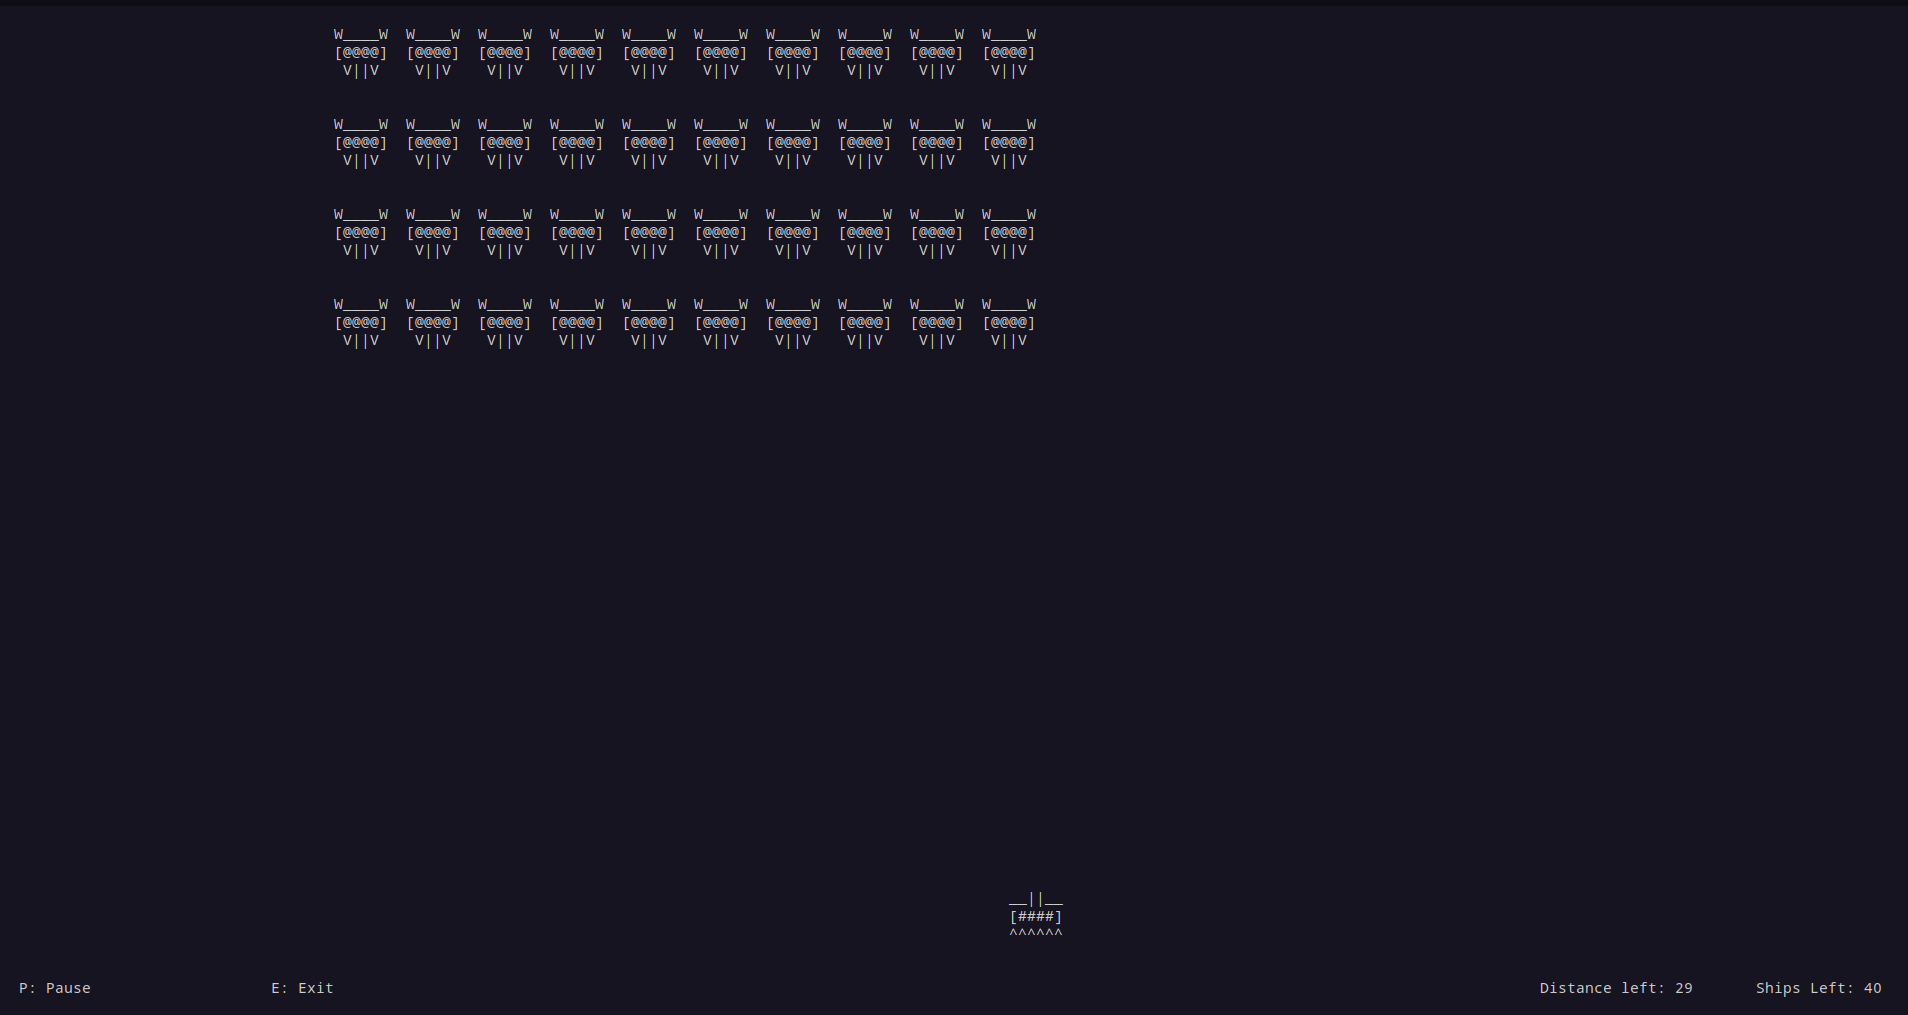 W____W  W____W  W____W  W____W  W____W  W____W  W____W  W____W  W____W  W____W
[@@@@]  [@@@@]  [@@@@]  [@@@@]  [@@@@]  [@@@@]  [@@@@]  [@@@@]  [@@@@]  [@@@@]
 V||V    V||V    V||V    V||V    V||V    V||V    V||V    V||V    V||V    V||V
W____W  W____W  W____W  W____W  W____W  W____W  W____W  W____W  W____W  W____W
[@@@@]  [@@@@]  [@@@@]  [@@@@]  [@@@@]  [@@@@]  [@@@@]  [@@@@]  [@@@@]  [@@@@]
 V||V    V||V    V||V    V||V    V||V    V||V    V||V    V||V    V||V    V||V
W____W  W____W  W____W  W____W  W____W  W____W  W____W  W____W  W____W  W____W
[@@@@]  [@@@@]  [@@@@]  [@@@@]  [@@@@]  [@@@@]  [@@@@]  [@@@@]  [@@@@]  [@@@@]
 V||V    V||V    V||V    V||V    V||V    V||V    V||V    V||V    V||V    V||V
W____W  W____W  W____W  W____W  W____W  W____W  W____W  W____W  W____W  W____W
[@@@@]  [@@@@]  [@@@@]  [@@@@]  [@@@@]  [@@@@]  [@@@@]  [@@@@]  [@@@@]  [@@@@]
 V||V    V||V    V||V    V||V    V||V    V||V    V||V    V||V    V||V    V||V
__||__
[####]
^^^^^^
P: Pause E: Exit Distance left: 29 Ships Left: 40